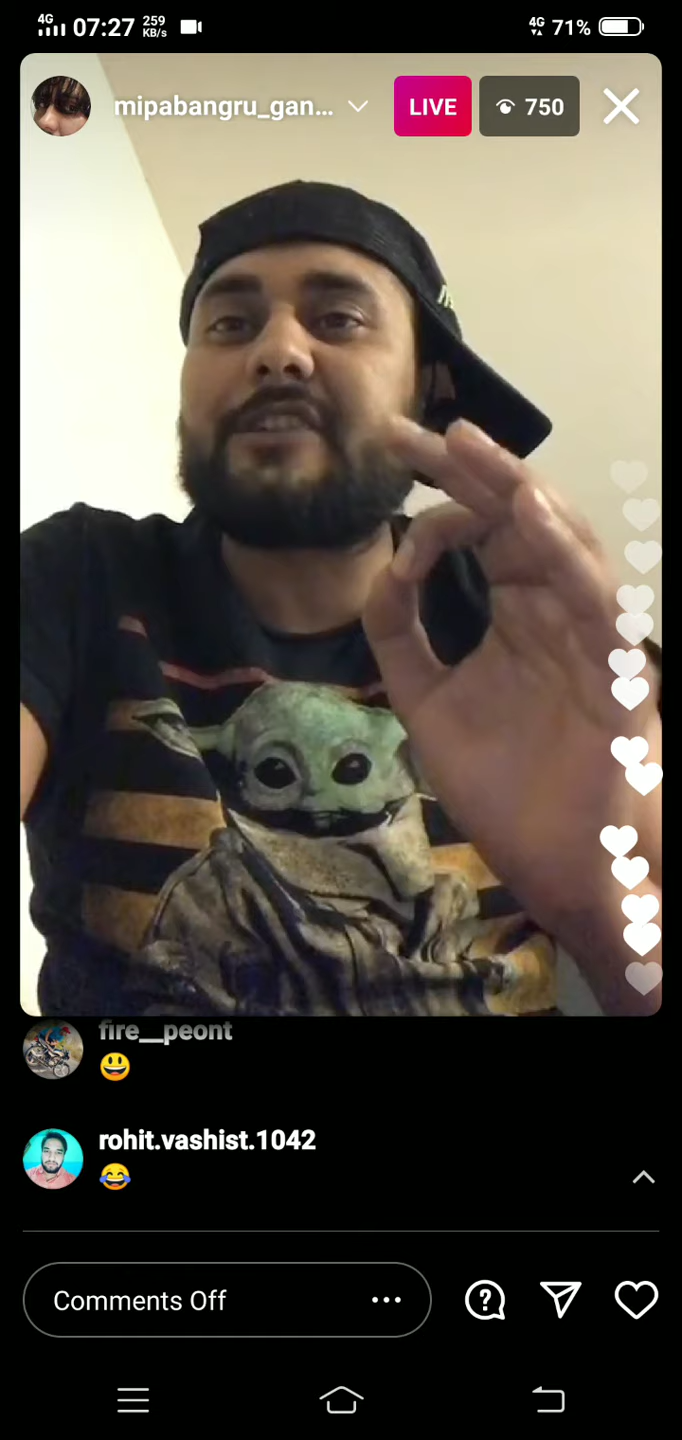 4G 07:27 259 KB/s 4G 71%
mipabangru_gan... LIVE 750
fire__peont
😃
rohit.vashist.1042
😂
Comments Off